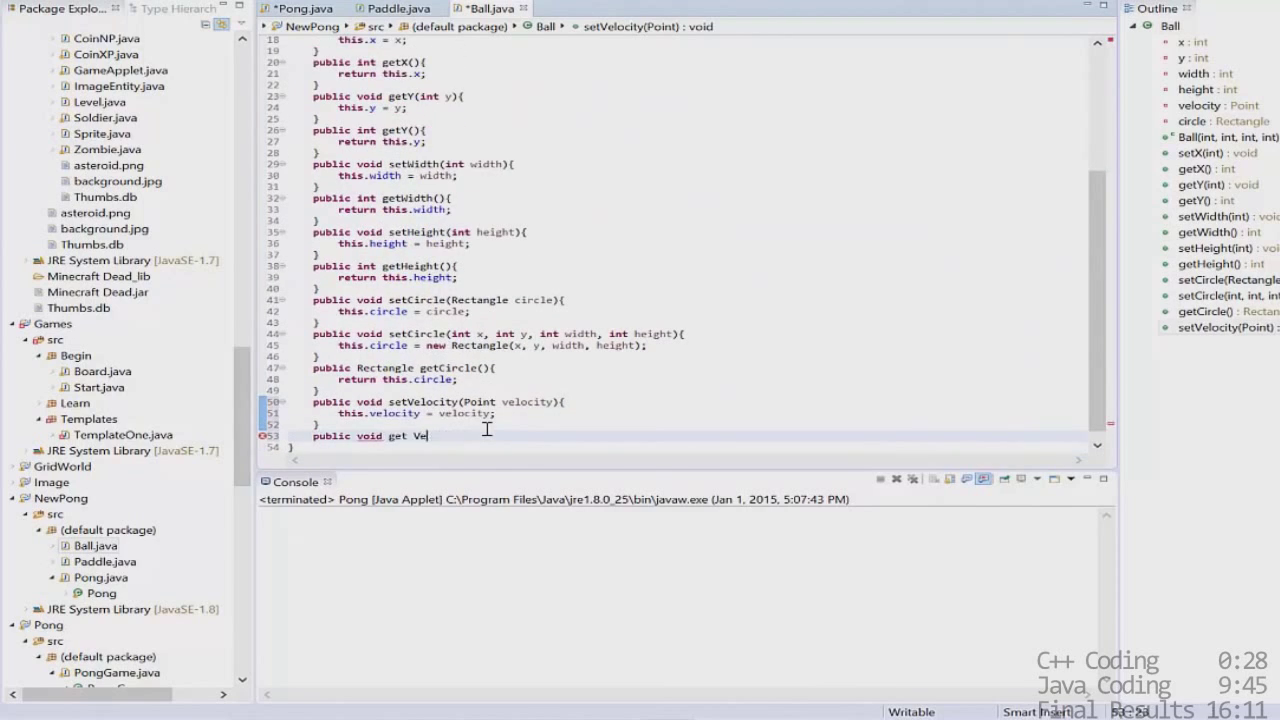 Package Explo...
Type Hierarch
CoinNP.java
CoinXP.java
GameApplet.java
ImageEntity.java
Level.java
Soldier.java
Sprite.java
Zombie.java
asteroid.png
background.jpg
Thumbs.db
asteroid.png
background.jpg
Thumbs.db
JRE System Library [JavaSE-1.7]
Minecraft Dead_lib
Minecraft Dead.jar
Thumbs.db
Games
src
Begin
Board.java
Start.java
Learn
Templates
TemplateOne.java
JRE System Library [JavaSE-1.7]
GridWorld
Image
NewPong
src
(default package)
Ball.java
Paddle.java
Pong.java
Pong
JRE System Library [JavaSE-1.8]
Pong
src
(default package)
PongGame.java
*Pong.java
Paddle.java
*Ball.java
NewPong
src
(default package)
Ball
setVelocity(Point) : void
18 this.x = x;
19 }
20 public int getX(){
21 return this.x;
22 }
23 public int getY(int y){
24 this.y = y;
25 }
26 public int getY(){
27 return this.y;
28 }
29 public void setWidth(int width){
30 this.width = width;
31 }
32 public int getWidth(){
33 return this.width;
34 }
35 public int setHeight(int height){
36 this.height = height;
37 }
38 public int getHeight(){
39 return this.height;
40 }
41 public void setCircle(Rectangle circle){
42 this.circle = circle;
43 }
44 public void setCircle(int x, int y, int width, int height){
45 this.circle = new Rectangle(x, y, width, height);
46 }
47 public Rectangle getCircle(){
48 return this.circle;
49 }
50 public void setVelocity(Point velocity){
51 this.velocity = velocity;
52 }
53 public void get Ve
54 }
Console
<terminated> Pong [Java Applet] C:\Program Files\Java\jre1.8.0_25\bin\javaw.exe (Jan 1, 2015, 5:07:43 PM)
Outline
Ball
x : int
y : int
width : int
height : int
velocity : Point
circle : Rectangle
Ball(int, int, int, int)
setX(int) : void
getX() : int
getY(int) : void
getY() : int
setWidth(int) : void
getWidth() : int
setHeight(int) : voi
getHeight() : int
setCircle(Rectangle
setCircle(int, int, in
getCircle() : Rectan
setVelocity(Point) :
C++ Coding 0:28
Java Coding 9:45
Final Results 16:11
Writable
Smart Insert